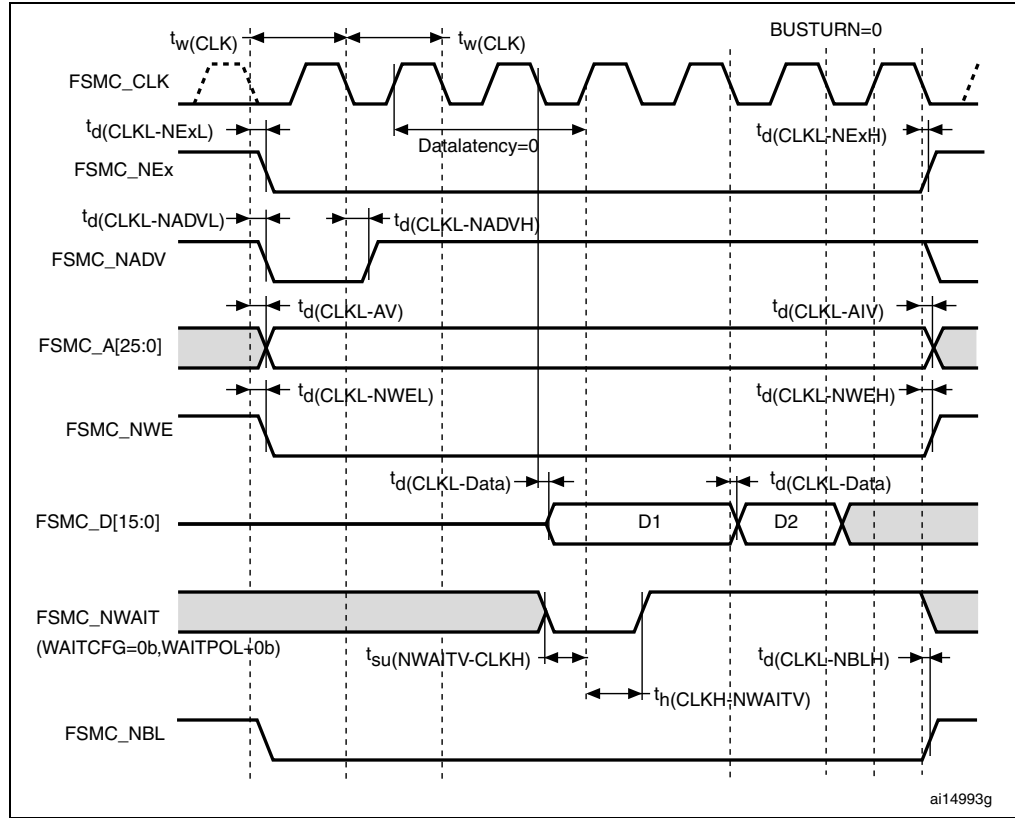 BUSTURN=0
tw(CLK)
tw(CLK)
FSMC_CLK
td(CLKL-NExL)
Datalatency=0
td(CLKL-NExH)
FSMC_NEx
td(CLKL-NADVL)
td(CLKL-NADVH)
FSMC_NADV
td(CLKL-AV)
td(CLKL-AIV)
FSMC_A[25:0]
td(CLKL-NWEL)
td(CLKL-NWEH)
FSMC_NWE
td(CLKL-Data)
td(CLKL-Data)
FSMC_D[15:0]
D1
D2
FSMC_NWAIT
(WAITCFG=0b,WAITPOL+0b)
tsu(NWAITV-CLKH)
td(CLKL-NBLH)
th(CLKH-NWAITV)
FSMC_NBL
ai14993g